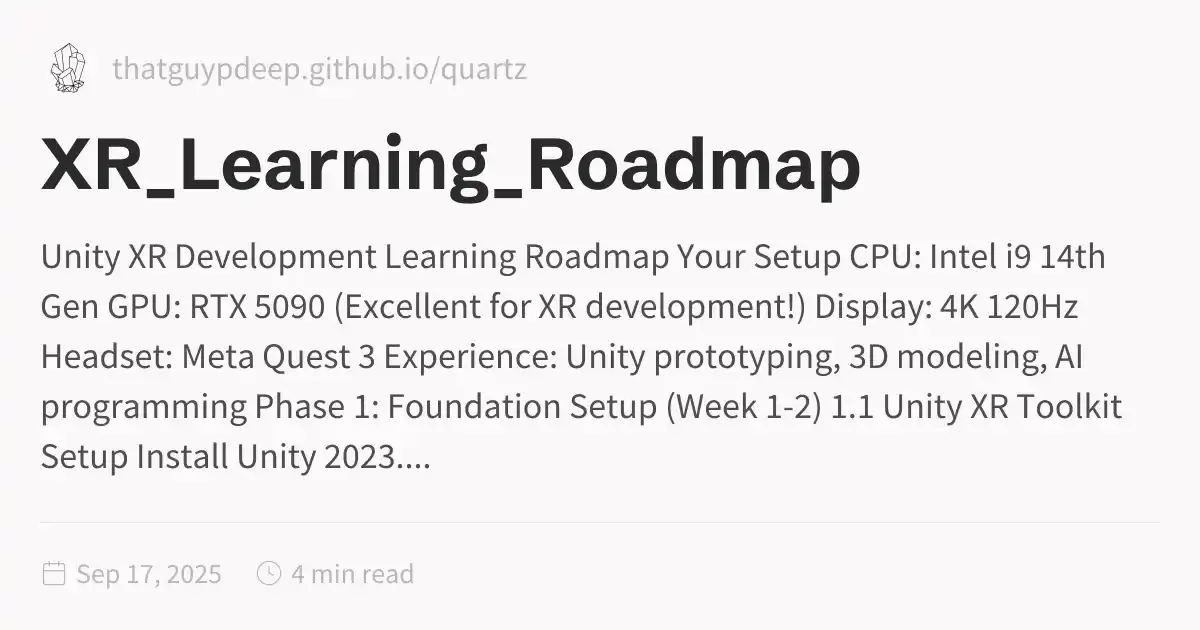 thatguypdeep.github.io/quartz
XR_Learning_Roadmap
Unity XR Development Learning Roadmap Your Setup CPU: Intel i9 14th
Gen GPU: RTX 5090 (Excellent for XR development!) Display: 4K 120Hz
Headset: Meta Quest 3 Experience: Unity prototyping, 3D modeling, AI
programming Phase 1: Foundation Setup (Week 1-2) 1.1 Unity XR Toolkit
Setup Install Unity 2023....
Sep 17, 2025 4 min read